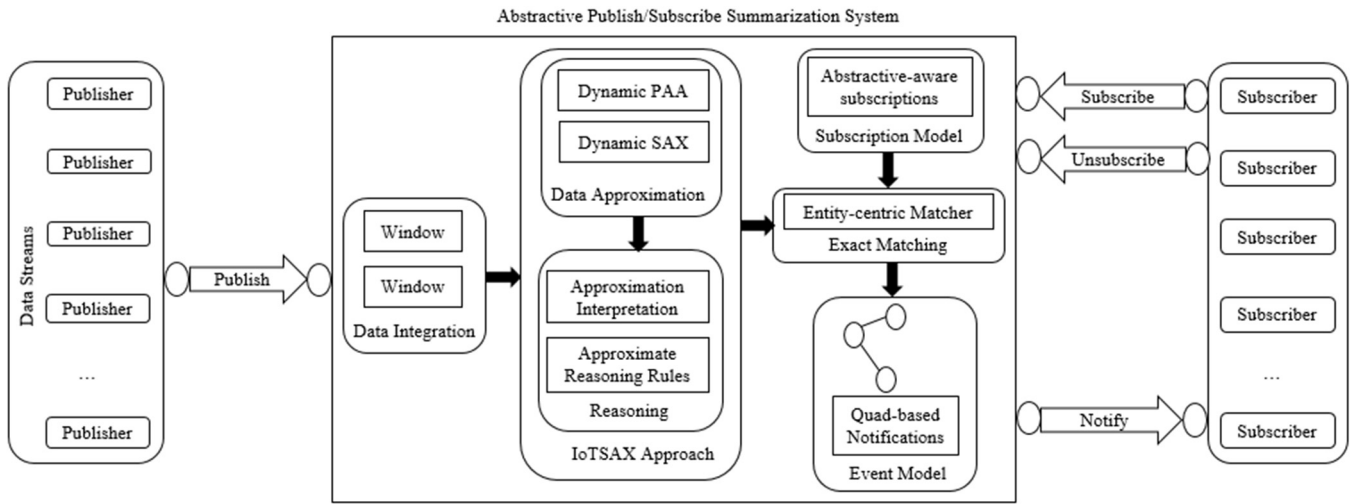 Abstractive Publish/Subscribe Summarization System
Data Streams
Publisher
Publisher
Publisher
Publisher
...
Publisher
Publish
Window
Window
Data Integration
Dynamic PAA
Dynamic SAX
Data Approximation
Approximation
Interpretation
Approximate
Reasoning Rules
Reasoning
IoTSAX Approach
Abstractive-aware
subscriptions
Subscription Model
Entity-centric Matcher
Exact Matching
Quad-based
Notifications
Event Model
Subscribe
Unsubscribe
Notify
Subscriber
Subscriber
Subscriber
Subscriber
...
Subscriber